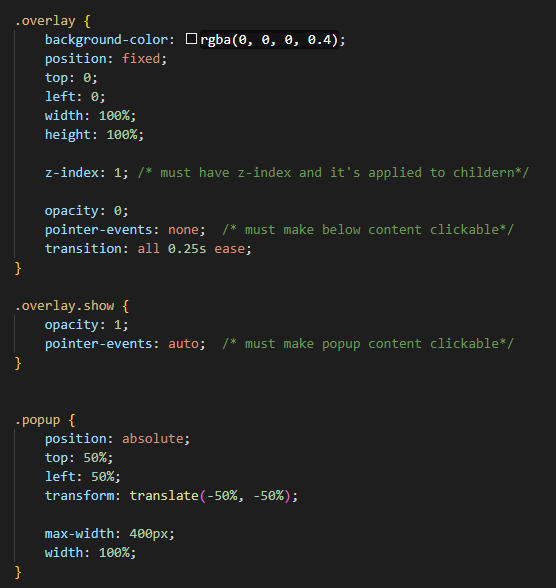 .overlay {
background-color: rgba(0, 0, 0, 0.4);
position: fixed;
top: 0;
left: 0;
width: 100%;
height: 100%;
z-index: 1; /* must have z-index and it's applied to childern*/
opacity: 0;
pointer-events: none;  /* must make below content clickable*/
transition: all 0.25s ease;
}
.overlay.show {
opacity: 1;
pointer-events: auto;  /* must make popup content clickable*/
}
.popup {
position: absolute;
top: 50%;
left: 50%;
transform: translate(-50%, -50%);
max-width: 400px;
width: 100%;
}